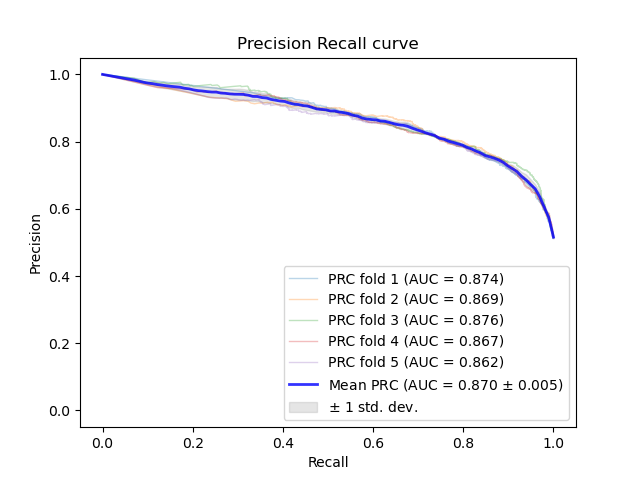 Precision Recall curve
1.0
0.8
0.6
0.4
0.2
0.0
Precision
PRC fold 1 (AUC = 0.874)
PRC fold 2 (AUC = 0.869)
PRC fold 3 (AUC = 0.876)
PRC fold 4 (AUC = 0.867)
PRC fold 5 (AUC = 0.862)
Mean PRC (AUC = 0.870 ± 0.005)
± 1 std. dev.
0.0 0.2 0.4 0.6 0.8 1.0
Recall